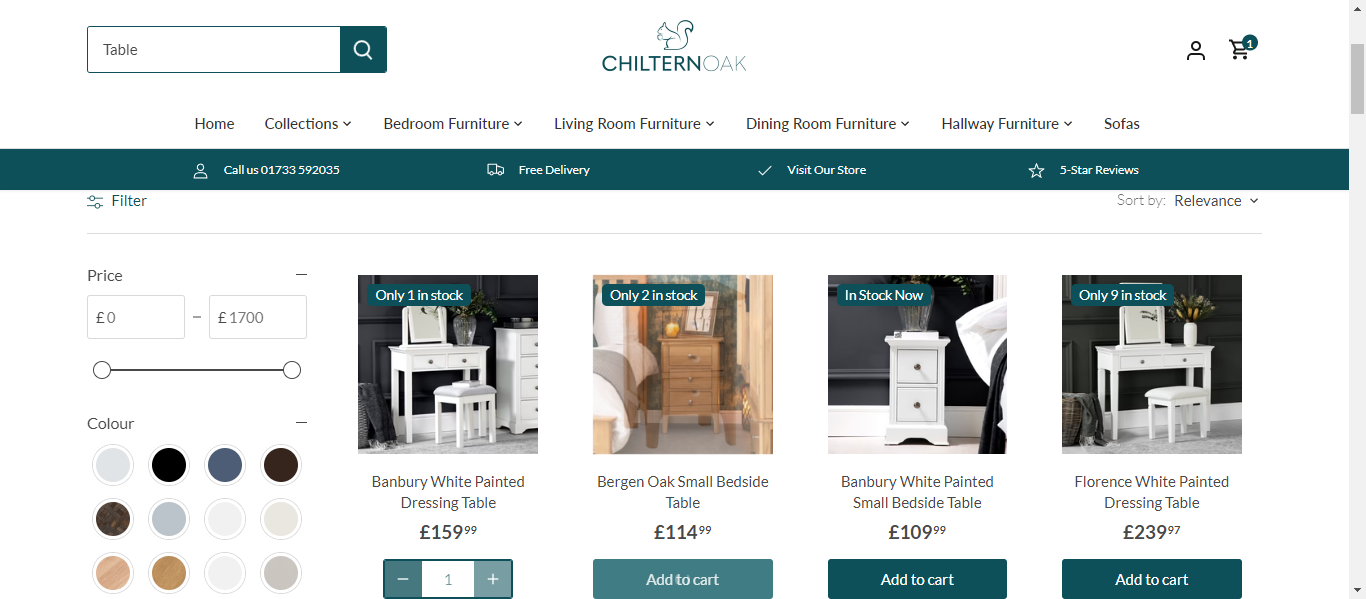 Table
CHILTERNOAK
1
Home
Collections
Bedroom Furniture
Living Room Furniture
Dining Room Furniture
Hallway Furniture
Sofas
Call us 01733 592035
Free Delivery
Visit Our Store
5-Star Reviews
Filter
Sort by: Relevance
Price
£ 0 – £ 1700
Colour
Only 1 in stock
Banbury White Painted
Dressing Table
£159.99
− 1 +
Only 2 in stock
Bergen Oak Small Bedside
Table
£114.99
Add to cart
In Stock Now
Banbury White Painted
Small Bedside Table
£109.99
Add to cart
Only 9 in stock
Florence White Painted
Dressing Table
£239.97
Add to cart